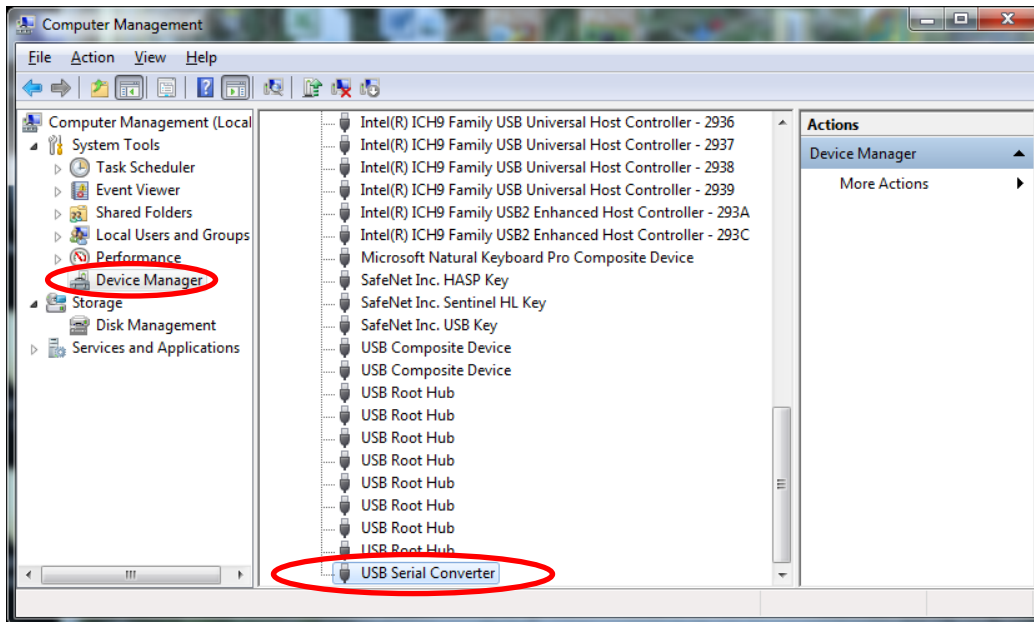 Computer Management
File Action View Help
Computer Management (Local
System Tools
Task Scheduler
Event Viewer
Shared Folders
Local Users and Groups
Performance
Device Manager
Storage
Disk Management
Services and Applications
Intel(R) ICH9 Family USB Universal Host Controller - 2936
Intel(R) ICH9 Family USB Universal Host Controller - 2937
Intel(R) ICH9 Family USB Universal Host Controller - 2938
Intel(R) ICH9 Family USB Universal Host Controller - 2939
Intel(R) ICH9 Family USB2 Enhanced Host Controller - 293A
Intel(R) ICH9 Family USB2 Enhanced Host Controller - 293C
Microsoft Natural Keyboard Pro Composite Device
SafeNet Inc. HASP Key
SafeNet Inc. Sentinel HL Key
SafeNet Inc. USB Key
USB Composite Device
USB Composite Device
USB Root Hub
USB Root Hub
USB Root Hub
USB Root Hub
USB Root Hub
USB Root Hub
USB Root Hub
USB Root Hub
USB Serial Converter
Actions
Device Manager
More Actions